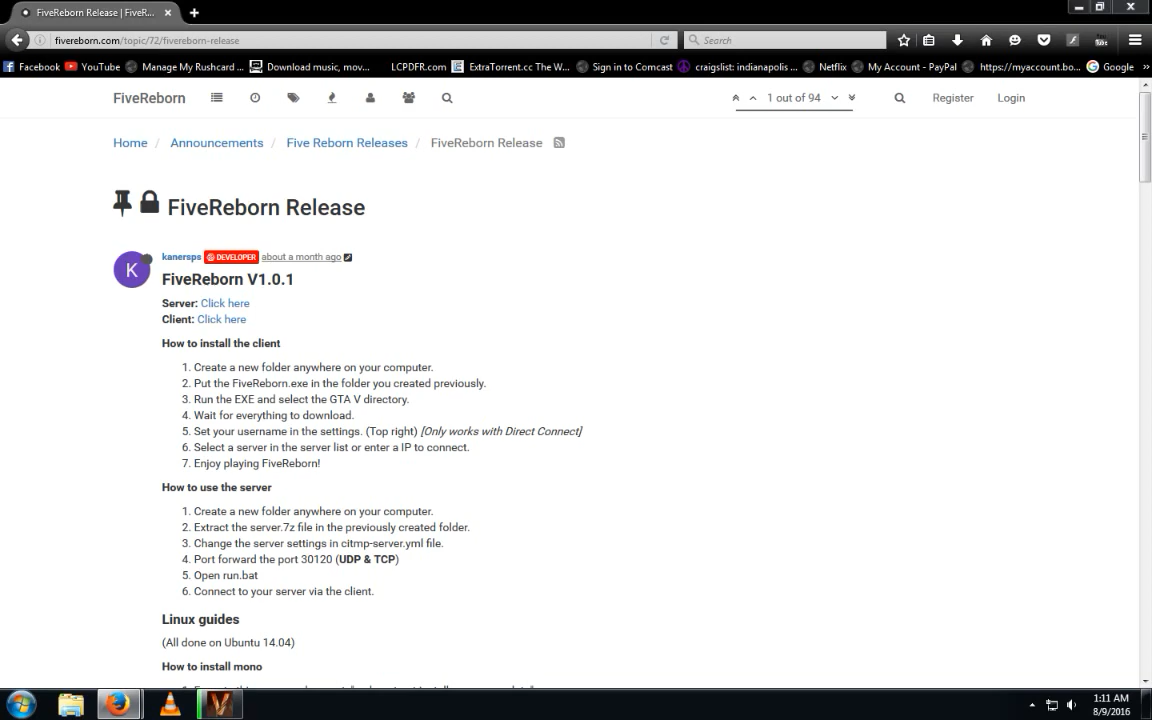 FiveReborn Release | FiveR...
fivereborn.com/topic/72/fivereborn-release
Search
Facebook YouTube Manage My Rushcard ... Download music, mov... LCPDFR.com ExtraTorrent.cc The W... Sign in to Comcast craigslist: indianapolis ... Netflix My Account - PayPal https://myaccount.bo... Google »
FiveReborn 1 out of 94 Register Login
Home / Announcements / Five Reborn Releases / FiveReborn Release
FiveReborn Release
K
kanersps DEVELOPER about a month ago
FiveReborn V1.0.1
Server: Click here
Client: Click here
How to install the client
1. Create a new folder anywhere on your computer.
2. Put the FiveReborn.exe in the folder you created previously.
3. Run the EXE and select the GTA V directory.
4. Wait for everything to download.
5. Set your username in the settings. (Top right) [Only works with Direct Connect]
6. Select a server in the server list or enter a IP to connect.
7. Enjoy playing FiveReborn!
How to use the server
1. Create a new folder anywhere on your computer.
2. Extract the server.7z file in the previously created folder.
3. Change the server settings in citmp-server.yml file.
4. Port forward the port 30120 (UDP & TCP)
5. Open run.bat
6. Connect to your server via the client.
Linux guides
(All done on Ubuntu 14.04)
How to install mono
1:11 AM
8/9/2016